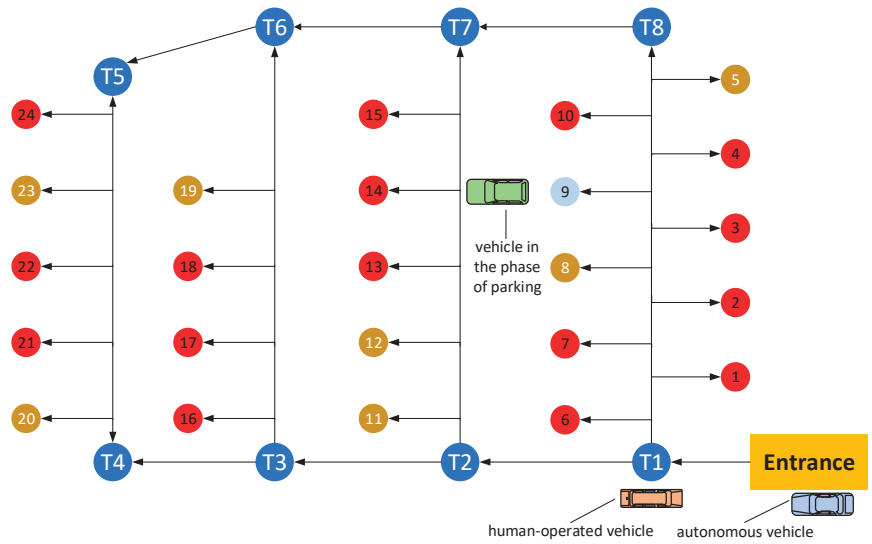 T6
T7
T8
T5
5
24
15
10
4
23
19
14
9
3
vehicle in
the phase
of parking
22
18
13
8
2
21
17
12
7
1
20
16
11
6
T4
T3
T2
T1
Entrance
human-operated vehicle
autonomous vehicle